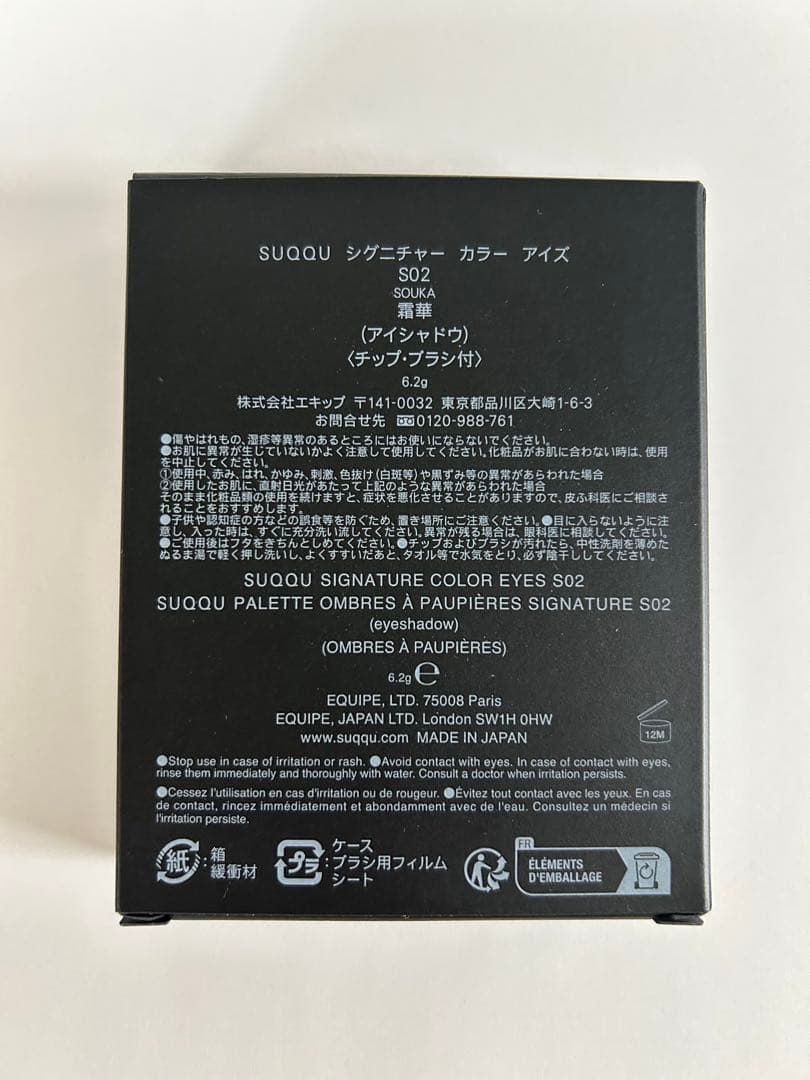 SUQQU シグニチャー カラー アイズ
S02
SOUKA
霜華
(アイシャドウ)
〈チップ・ブラシ付〉
6.2g
株式会社エキップ 〒141-0032 東京都品川区大崎1-6-3
お問合せ先 0120-988-761
●傷やはれもの、湿疹等異常のあるところにはお使いにならないでください。
●お肌に異常が生じていないかよく注意して使用してください。化粧品がお肌に合わない時は、使用
を中止してください。
①使用中、赤み、はれ、かゆみ、刺激、色抜け(白斑等)や黒ずみ等の異常があらわれた場合
②使用したお肌に、直射日光があたって上記のような異常があらわれた場合
そのまま化粧品類の使用を続けますと、症状を悪化させることがありますので、皮ふ科医にご相談さ
れることをおすすめします。
●子供や認知症の方などの誤食等を防ぐため、置き場所にご注意ください。●目に入らないように注
意し、入った時は、すぐに充分洗い流してください。異常が残る場合は、眼科医に相談してください。
●ご使用後はフタをきちんとしめてください。●チップおよびブラシが汚れたら、中性洗剤を薄めた
ぬるま湯で軽く押し洗いし、よくすすいだあと、タオル等で水気をとり、必ず陰干ししてください。
SUQQU SIGNATURE COLOR EYES S02
SUQQU PALETTE OMBRES À PAUPIÈRES SIGNATURE S02
(eyeshadow)
(OMBRES À PAUPIÈRES)
6.2g ℮
EQUIPE, LTD. 75008 Paris
EQUIPE, JAPAN LTD. London SW1H 0HW
www.suqqu.com MADE IN JAPAN
12M
●Stop use in case of irritation or rash. ●Avoid contact with eyes. In case of contact with eyes,
rinse them immediately and thoroughly with water. Consult a doctor when irritation persists.
●Cessez l'utilisation en cas d'irritation ou de rougeur. ●Évitez tout contact avec les yeux. En cas
de contact, rincez immédiatement et abondamment avec de l'eau. Consultez un médecin si
l'irritation persiste.
紙 : 箱
緩衝材
プラ : ケース
ブラシ用フィルム
シート
FR
ÉLÉMENTS
D'EMBALLAGE